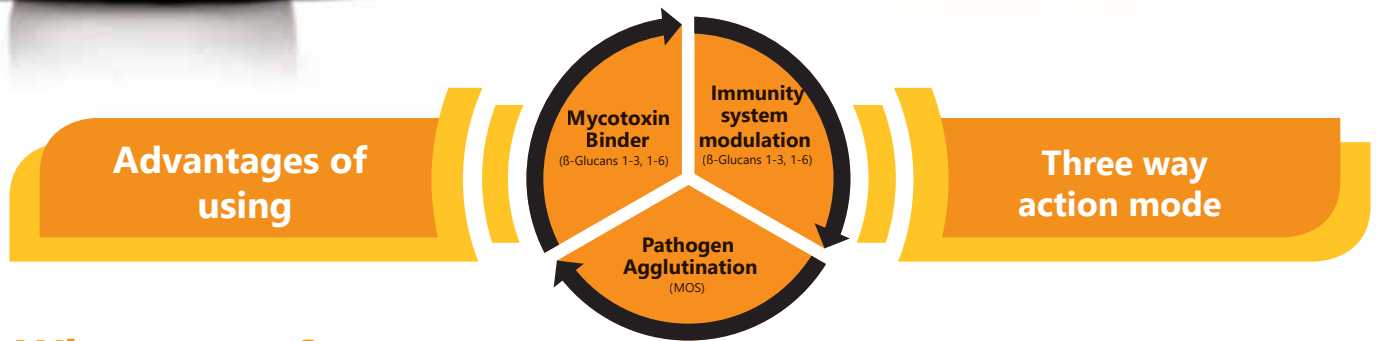 Advantages of
using
Mycotoxin
Binder
(ß-Glucans 1-3, 1-6)
Immunity
system
modulation
(ß-Glucans 1-3, 1-6)
Pathogen
Agglutination
(MOS)
Three way
action mode